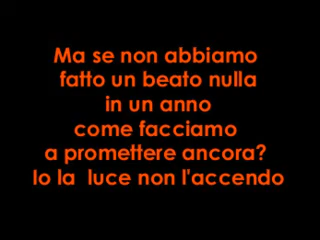 Ma se non abbiamo
fatto un beato nulla
in un anno
come facciamo
a promettere ancora?
Io la luce non l'accendo